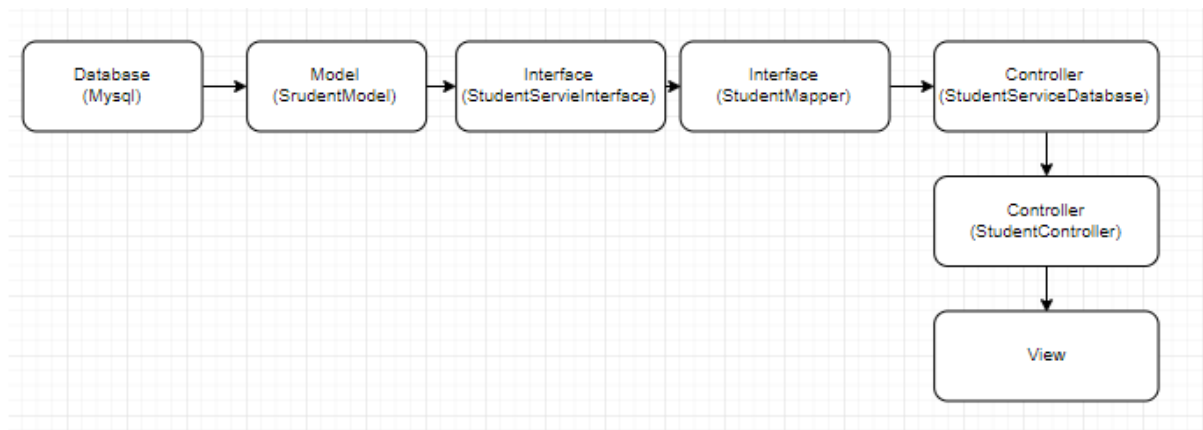 Database
(Mysql)
Model
(SrudentModel)
Interface
(StudentServieInterface)
Interface
(StudentMapper)
Controller
(StudentServiceDatabase)
Controller
(StudentController)
View